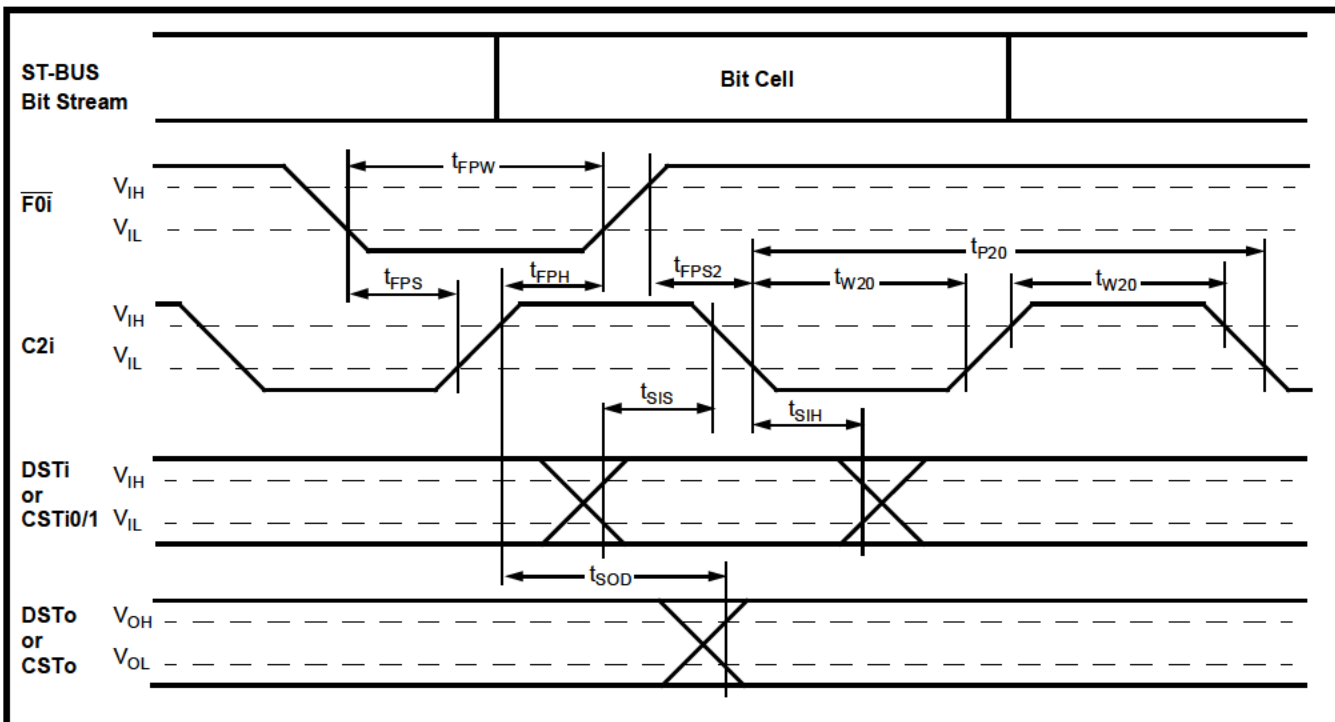 ST-BUS
Bit Stream
Bit Cell
F0i
VIH
VIL
tFPW
tP20
tFPS
tFPH
tFPS2
tW20
tW20
C2i
VIH
VIL
tSIS
tSIH
DSTi
or
CSTi0/1
VIH
VIL
tSOD
DSTo
or
CSTo
VOH
VOL